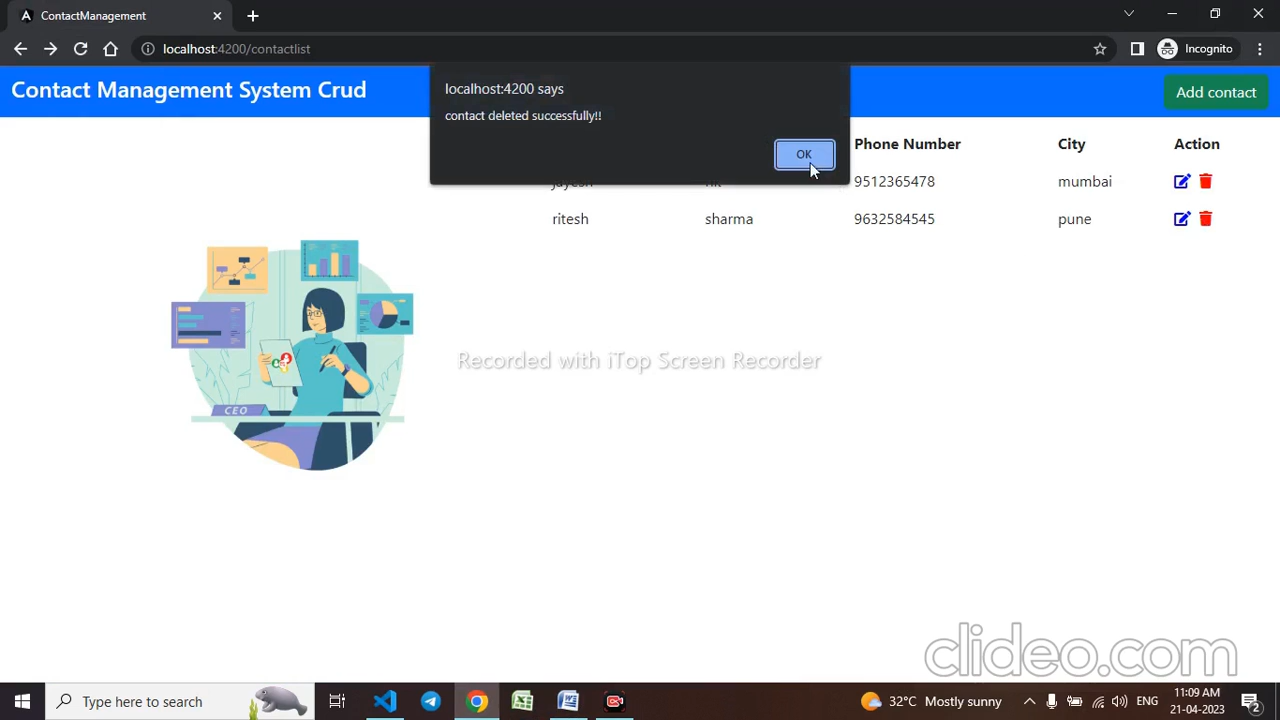 ContactManagement
localhost:4200/contactlist
Incognito
Contact Management System Crud
localhost:4200 says
contact deleted successfully!!
OK
Add contact
Phone Number City Action
9512365478 mumbai
ritesh sharma 9632584545 pune
CEO
Recorded with iTop Screen Recorder
clideo.com
Type here to search
32°C Mostly sunny
ENG
11:09 AM
21-04-2023
2